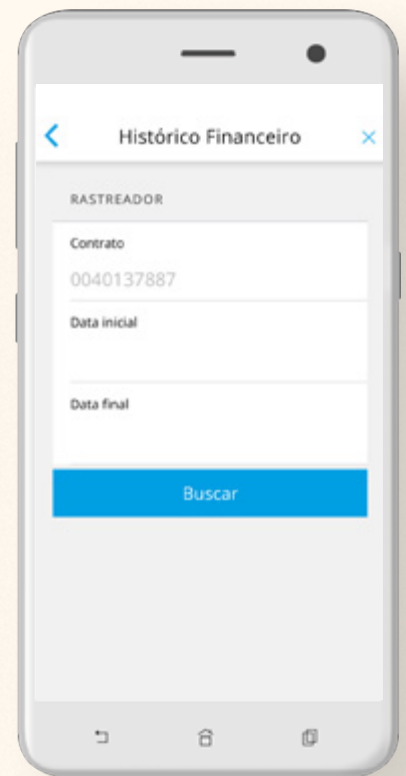 Histórico Financeiro
RASTREADOR
Contrato
0040137887
Data inicial
Data final
Buscar